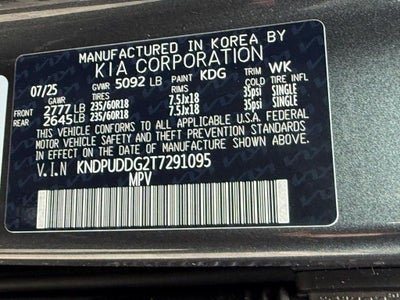 MANUFACTURED IN KOREA BY
KIA CORPORATION
07/25 GVWR 5092 LB PAINT KDG TRIM WK
GAWR TIRES RIMS COLD TIRE INFL
FRONT 2777 LB 235/60R18 7.5Jx18 35psi SINGLE
REAR 2645 LB 235/60R18 7.5Jx18 35psi SINGLE
THIS VEHICLE CONFORMS TO ALL APPLICABLE U.S.A. FEDERAL
MOTOR VEHICLE SAFETY AND THEFT PREVENTION STANDARDS
IN EFFECT ON THE DATE OF MANUFACTURE SHOWN ABOVE.
V.I.N KNDPUDDG2T7291095
MPV